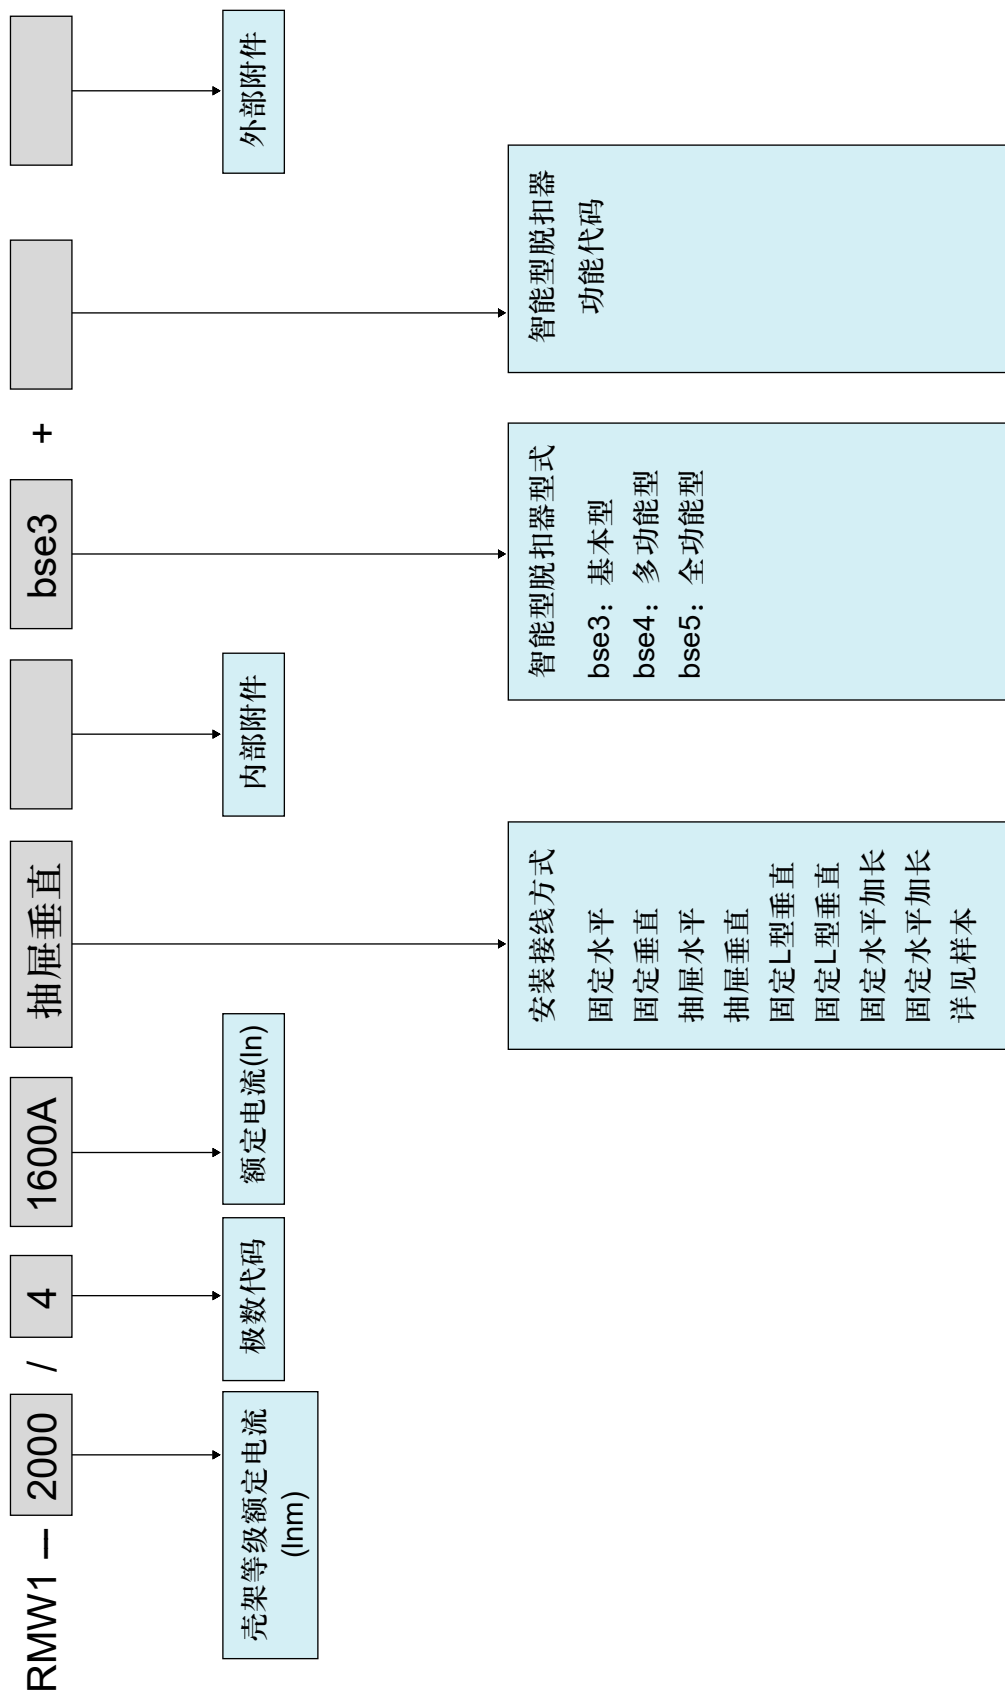 RMW1－ 2000 / 4 1600A 抽屉垂直 bse3 +
壳架等级额定电流
(Inm)
极数代码
额定电流(In)
安装接线方式
固定水平
固定垂直
抽屉水平
抽屉垂直
固定L型垂直
固定L型垂直
固定水平加长
固定水平加长
详见样本
内部附件
智能型脱扣器型式
bse3：基本型
bse4：多功能型
bse5：全功能型
智能型脱扣器
功能代码
外部附件